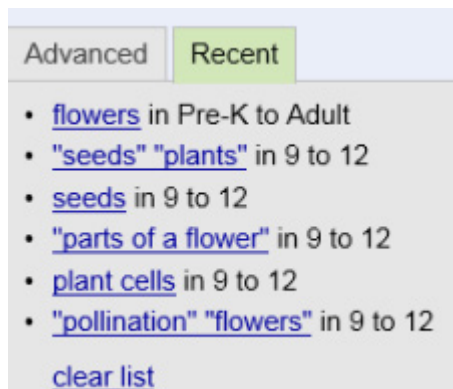 Advanced Recent
• flowers in Pre-K to Adult
• "seeds" "plants" in 9 to 12
• seeds in 9 to 12
• "parts of a flower" in 9 to 12
• plant cells in 9 to 12
• "pollination" "flowers" in 9 to 12
clear list